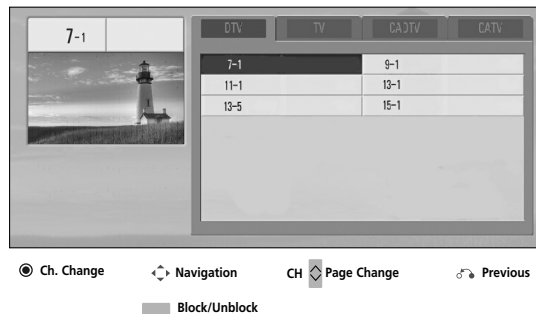 7-1
DTV TV CADTV CATV
7-1 9-1
11-1 13-1
13-5 15-1
Ch. Change Navigation CH Page Change Previous
Block/Unblock